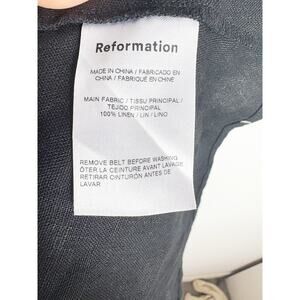 Reformation
MADE IN CHINA / FABRICADO EN
CHINA / FABRIQUÉ EN CHINE
MAIN FABRIC / TISSU PRINCIPAL /
TEJIDO PRINCIPAL
100% LINEN / LIN / LINO
REMOVE BELT BEFORE WASHING
ÔTER LA CEINTURE AVANT LAVAGE
RETIRAR CINTURÓN ANTES DE
LAVAR